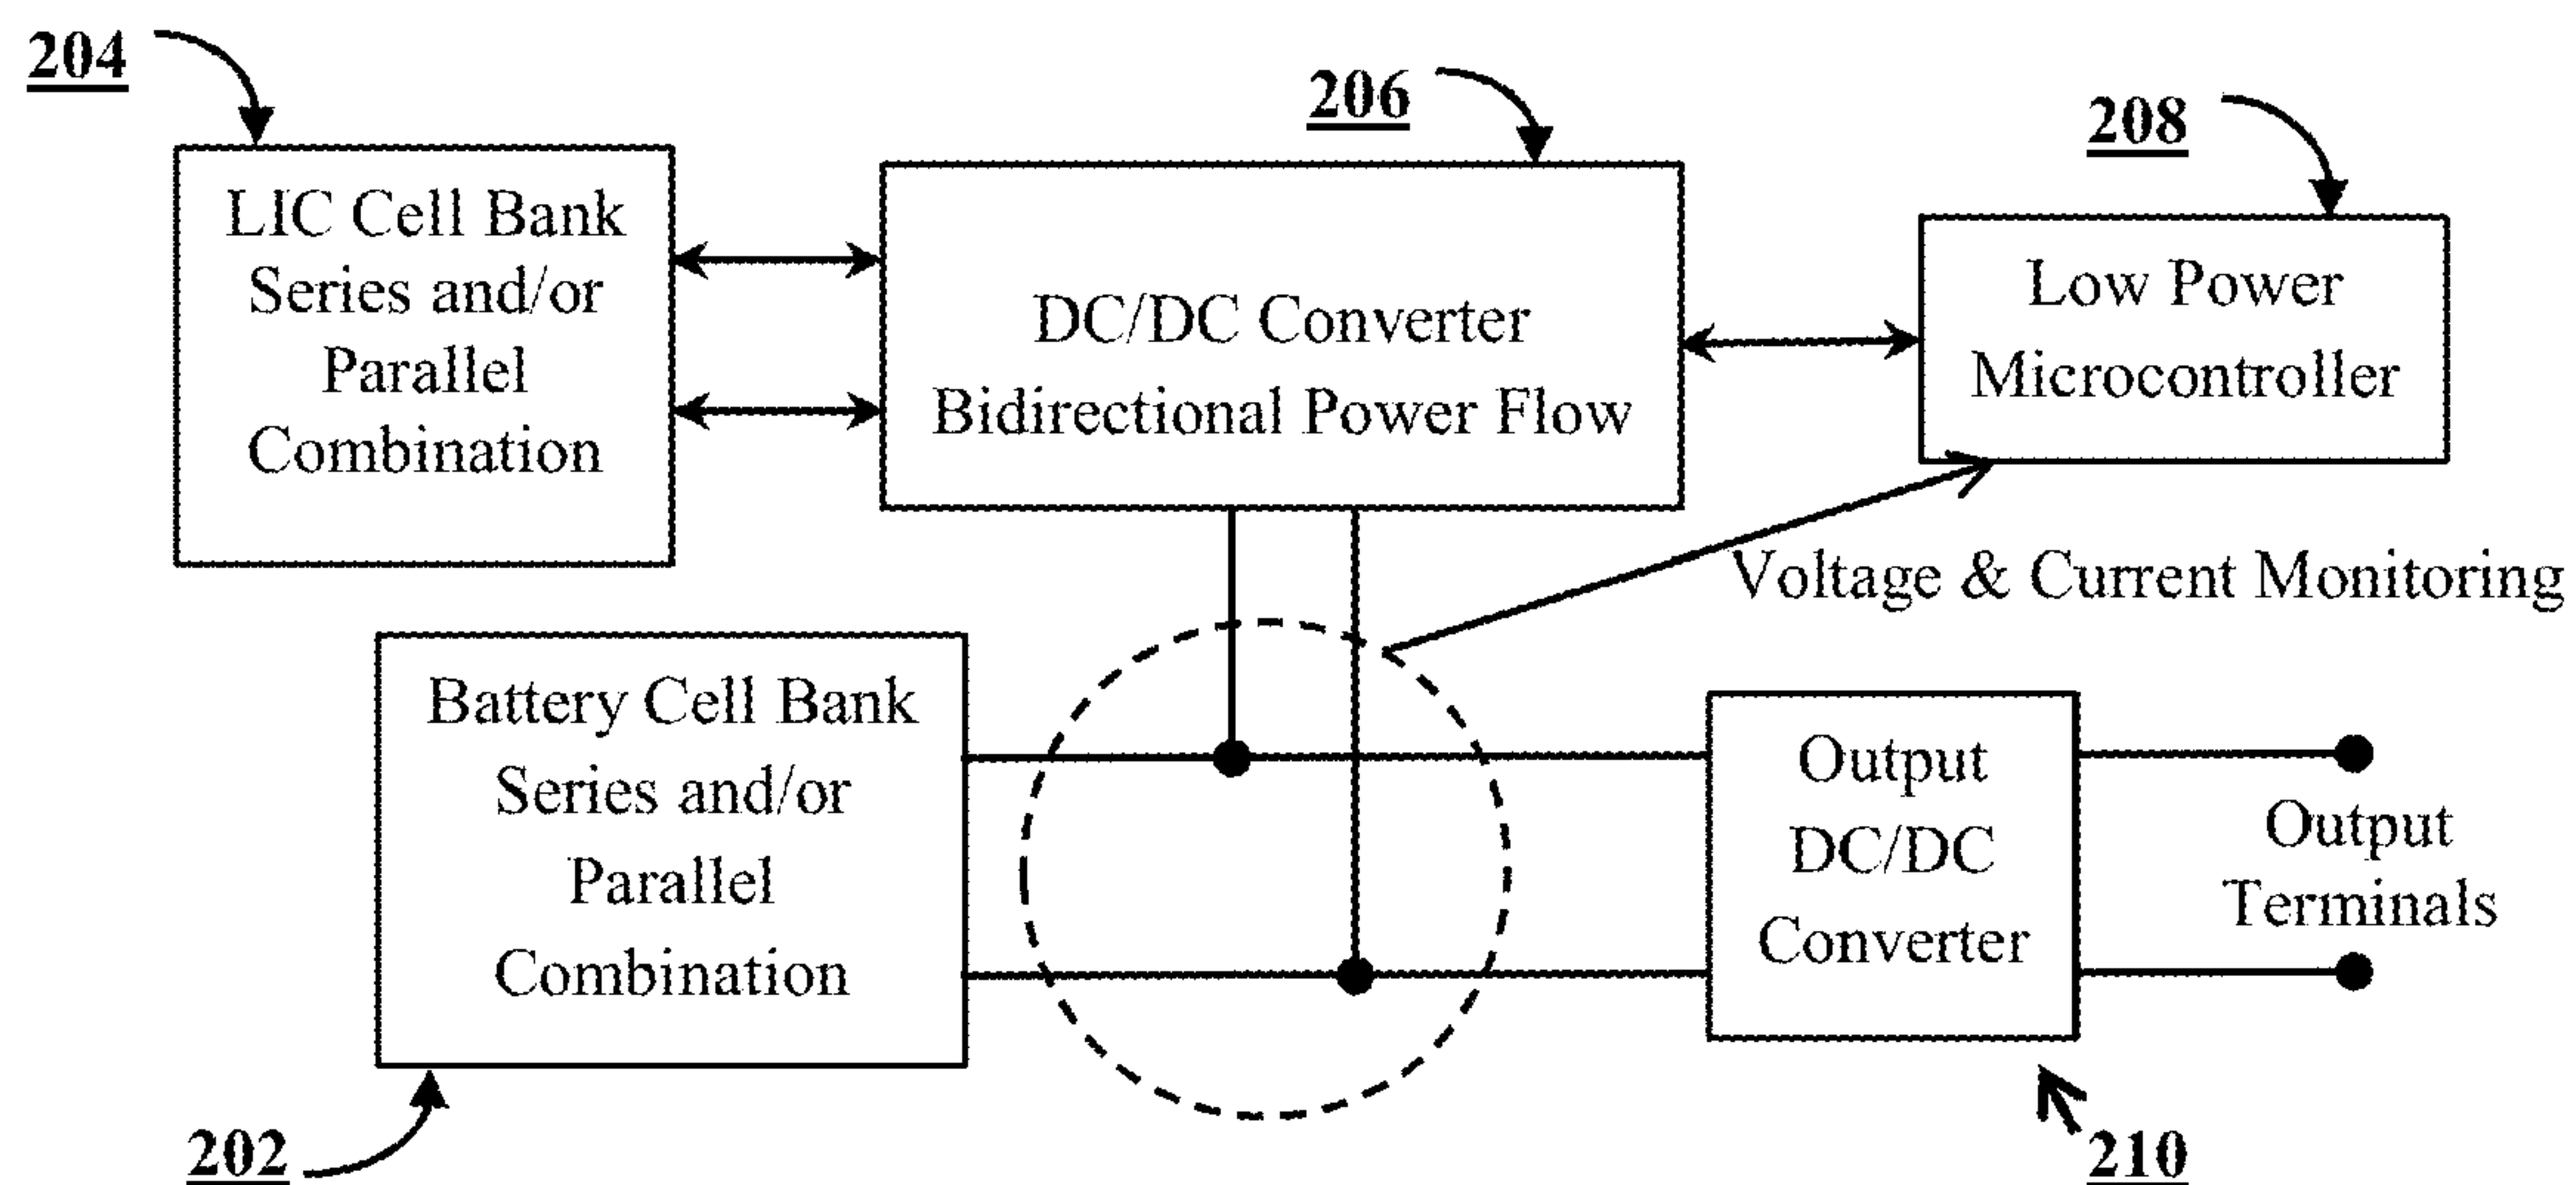 204
206
208
LIC Cell Bank
Series and/or
Parallel
Combination
DC/DC Converter
Bidirectional Power Flow
Low Power
Microcontroller
Voltage & Current Monitoring
Battery Cell Bank
Series and/or
Parallel
Combination
Output
DC/DC
Converter
Output
Terminals
202
210